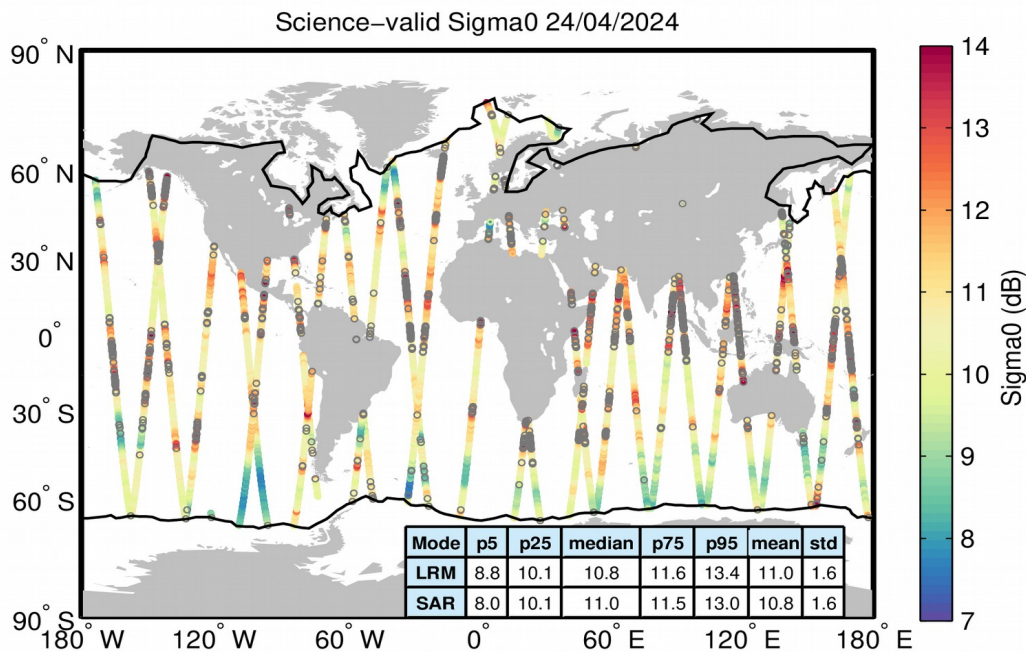 Science–valid Sigma0 24/04/2024
90° N
60° N
30° N
0°
30° S
60° S
90° S
180° W
120° W
60° W
0°
60° E
120° E
180° E
14
13
12
11
10
9
8
7
Sigma0 (dB)
Mode p5 p25 median p75 p95 mean std
LRM 8.8 10.1 10.8 11.6 13.4 11.0 1.6
SAR 8.0 10.1 11.0 11.5 13.0 10.8 1.6